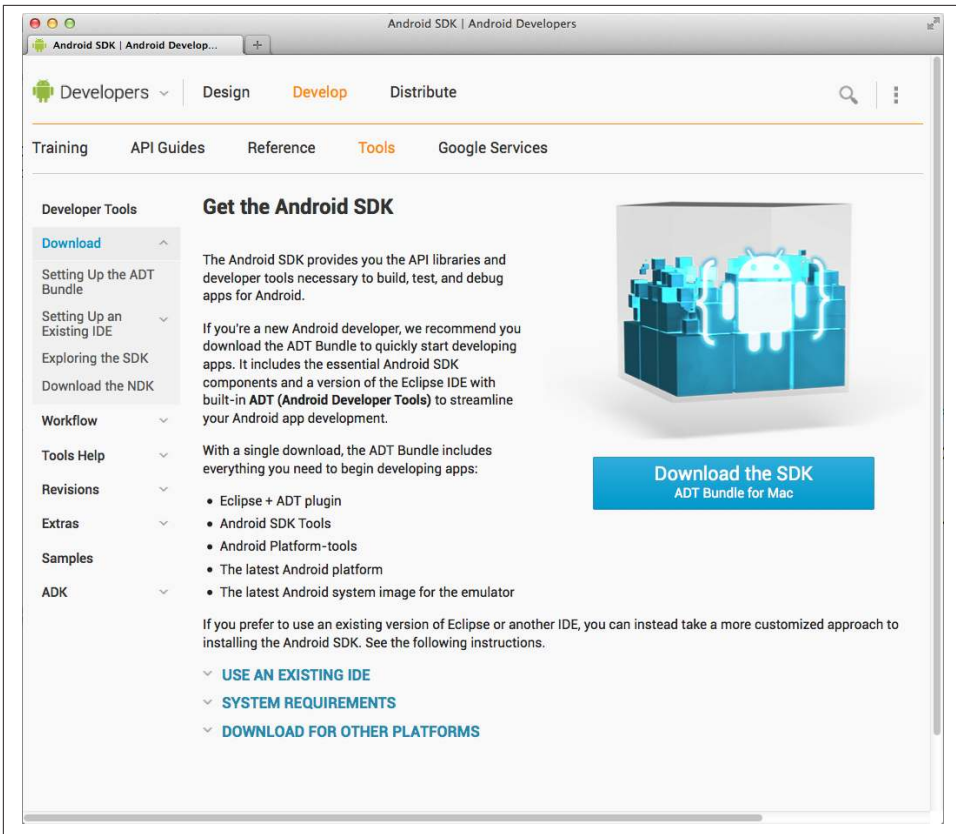 Android SDK | Android Developers
Android SDK | Android Develop...
Developers
Design
Develop
Distribute
Training
API Guides
Reference
Tools
Google Services
Developer Tools
Download
Setting Up the ADT
Bundle
Setting Up an
Existing IDE
Exploring the SDK
Download the NDK
Workflow
Tools Help
Revisions
Extras
Samples
ADK
Get the Android SDK
The Android SDK provides you the API libraries and
developer tools necessary to build, test, and debug
apps for Android.
If you're a new Android developer, we recommend you
download the ADT Bundle to quickly start developing
apps. It includes the essential Android SDK
components and a version of the Eclipse IDE with
built-in ADT (Android Developer Tools) to streamline
your Android app development.
With a single download, the ADT Bundle includes
everything you need to begin developing apps:
• Eclipse + ADT plugin
• Android SDK Tools
• Android Platform-tools
• The latest Android platform
• The latest Android system image for the emulator
Download the SDK
ADT Bundle for Mac
If you prefer to use an existing version of Eclipse or another IDE, you can instead take a more customized approach to
installing the Android SDK. See the following instructions.
USE AN EXISTING IDE
SYSTEM REQUIREMENTS
DOWNLOAD FOR OTHER PLATFORMS